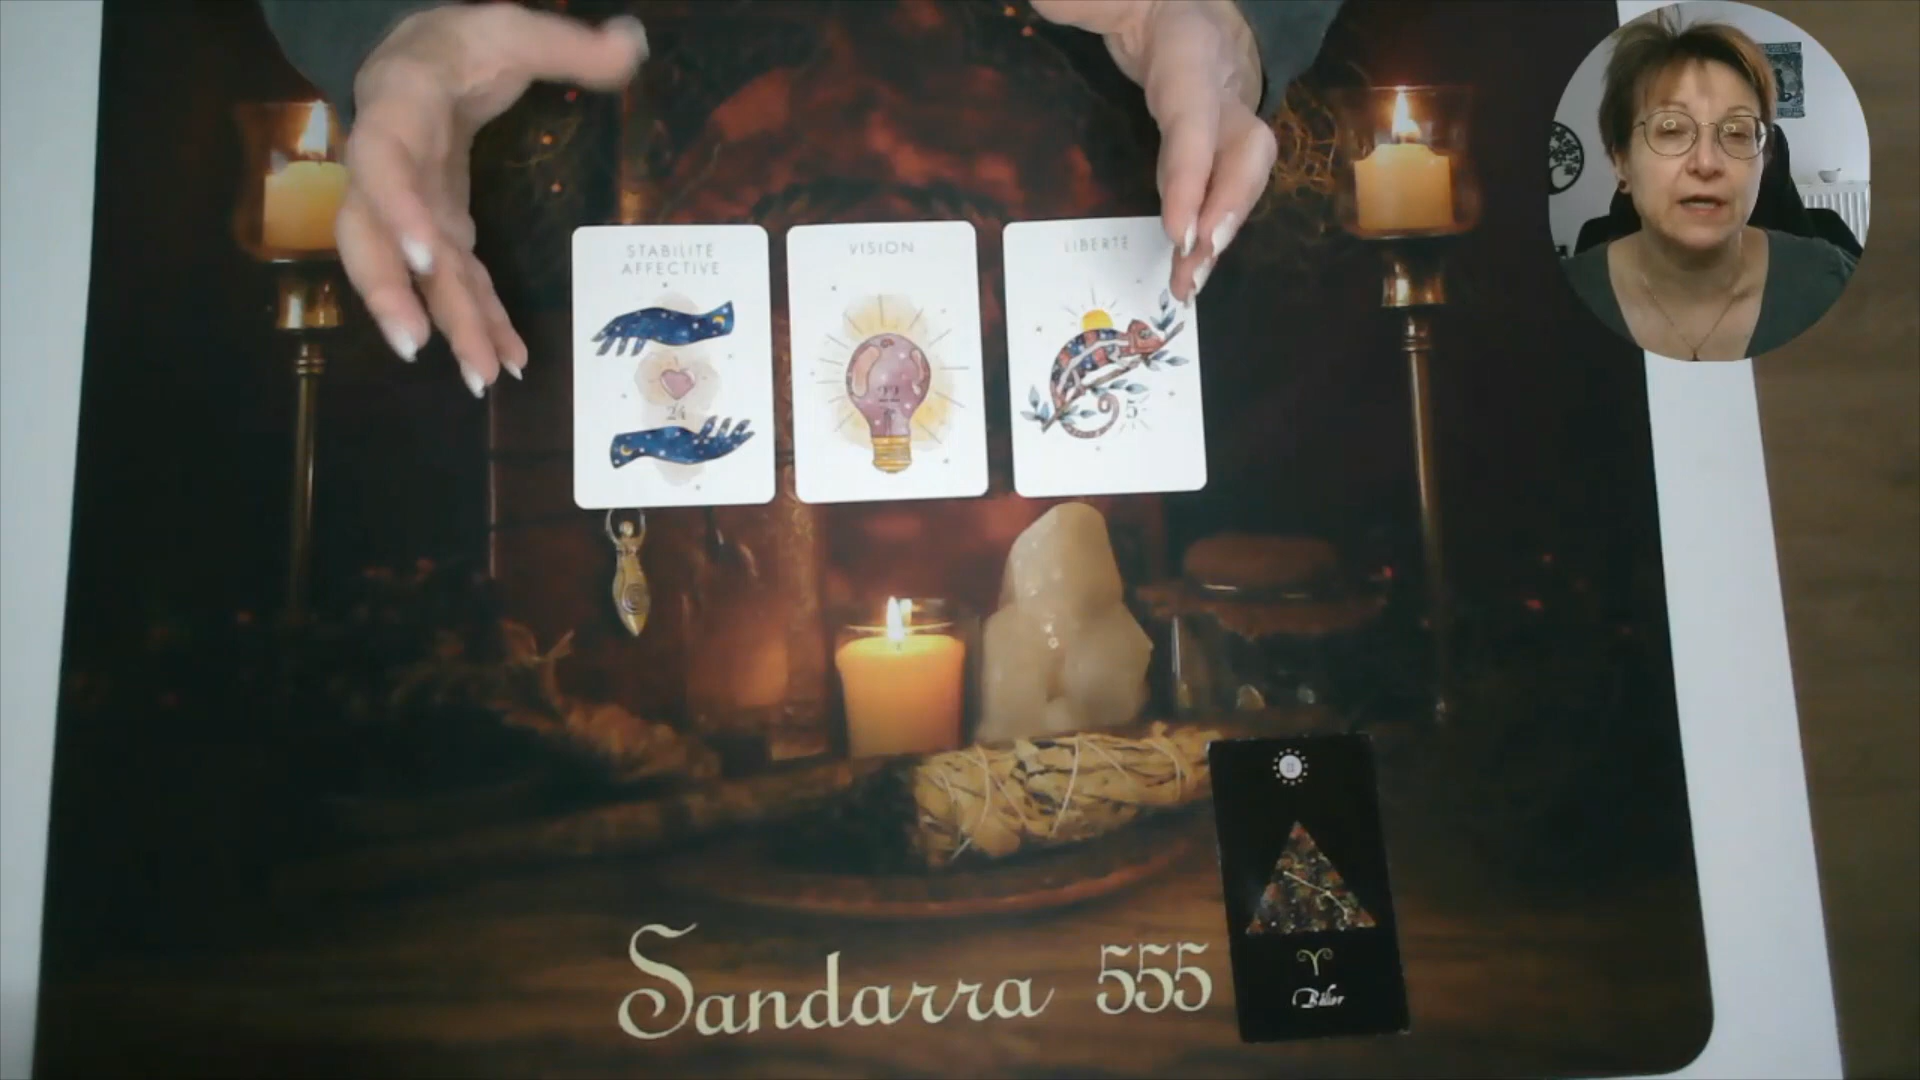 STABILITÉ
AFFECTIVE
24
VISION
22
LIBERTÉ
5
Sandarra 555
Bélier